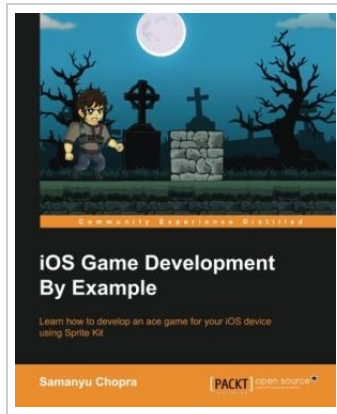 Community Experience Distilled
iOS Game Development
By Example
Learn how to develop an ace game for your iOS device
using Sprite Kit
Samanyu Chopra
[PACKT] open source